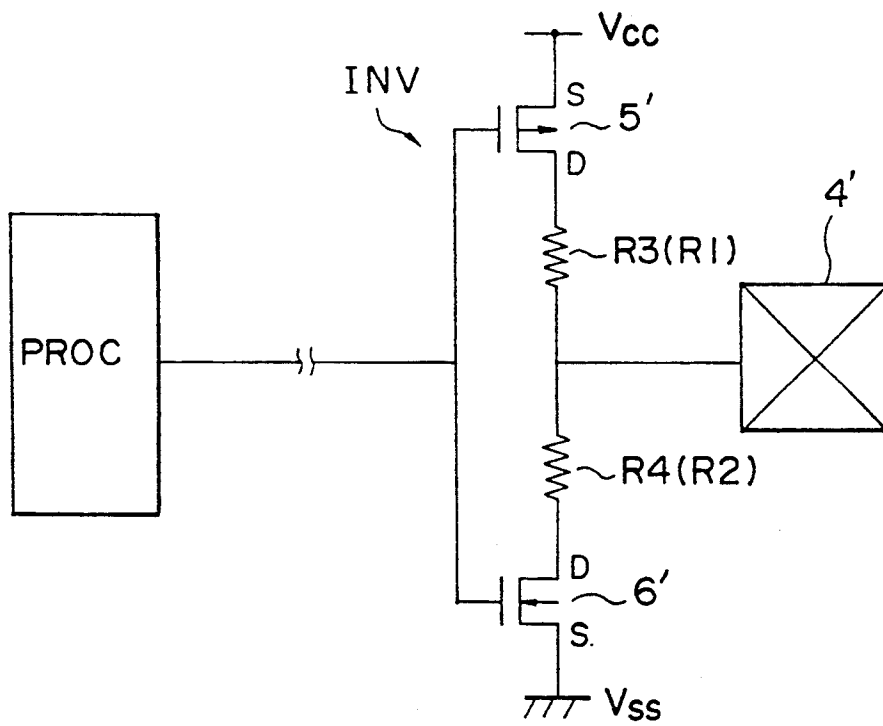 Vcc
INV
S
5'
D
4'
R3(R1)
PROC
R4(R2)
D
6'
S.
Vss